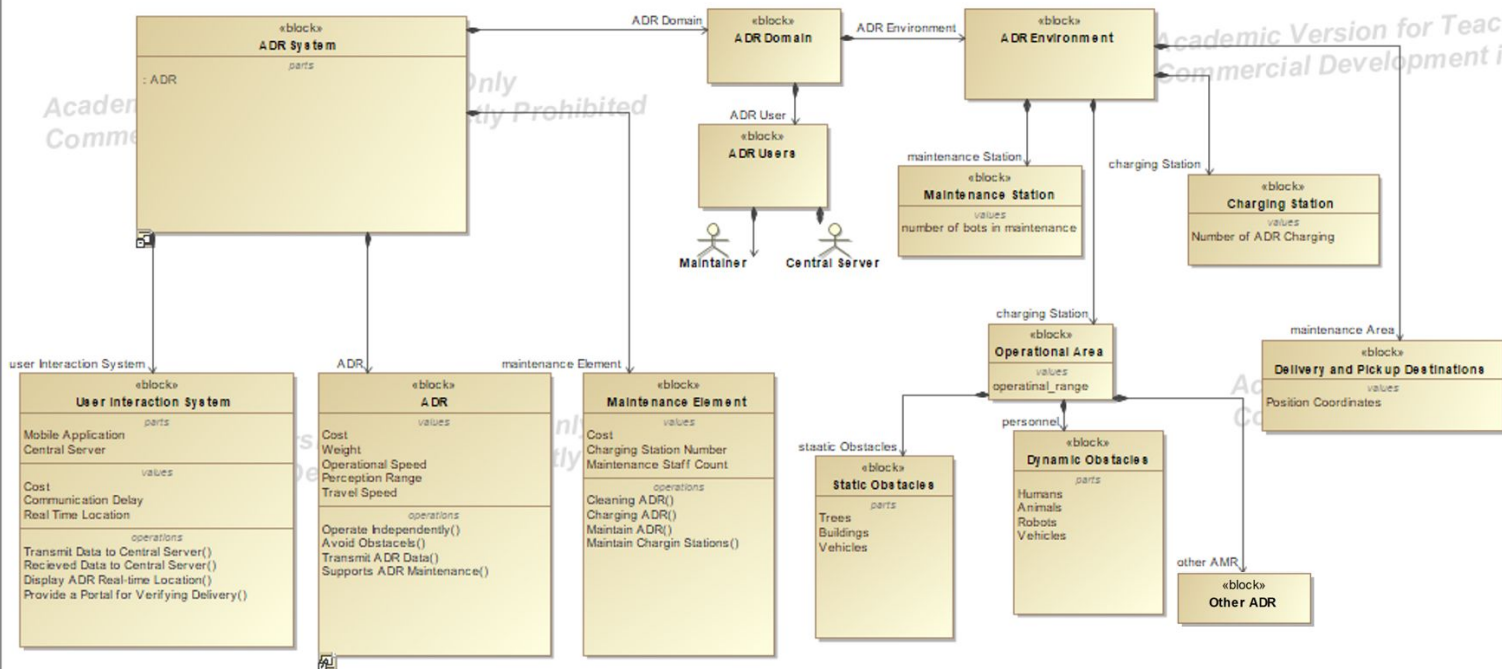 «block»
ADR System
parts
: ADR
ADR Domain
«block»
ADR Domain
ADR Environment
«block»
ADR Environment
Academic Version for Teac
Commercial Development i
Academ
Only
Comme
tly Prohibited
ADR User
«block»
ADR Users
Maintainer
Central Server
maintenance Station
«block»
Maintenance Station
values
number of bots in maintenance
charging Station
«block»
Charging Station
values
Number of ADR Charging
charging Station
«block»
Operational Area
values
operatinal_range
maintenance Area
«block»
Delivery and Pickup Destinations
values
Position Coordinates
user Interaction System
«block»
User Interaction System
parts
Mobile Application
Central Server
values
Cost
Communication Delay
Real Time Location
operations
Transmit Data to Central Server()
Recieved Data to Central Server()
Display ADR Real-time Location()
Provide a Portal for Verifying Delivery()
ADR
«block»
ADR
values
Cost
Weight
Operational Speed
Perception Range
Travel Speed
operations
Operate Independently()
Avoid Obstacels()
Transmit ADR Data()
Supports ADR Maintenance()
maintenance Element
«block»
Maintenance Element
values
Cost
Charging Station Number
Maintenance Staff Count
operations
Cleaning ADR()
Charging ADR()
Maintain ADR()
Maintain Chargin Stations()
staatic Obstacles
«block»
Static Obstacles
parts
Trees
Buildings
Vehicles
personnel
«block»
Dynamic Obstacles
parts
Humans
Animals
Robots
Vehicles
other AMR
«block»
Other ADR